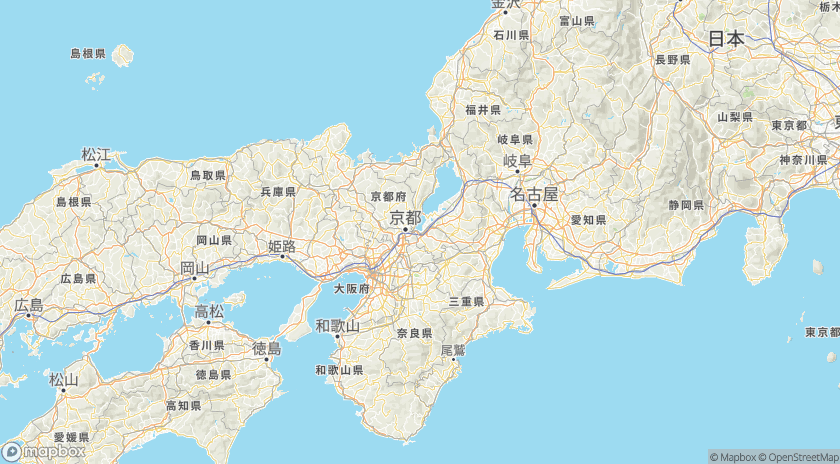 金沢
富山県
栃木
石川県
日本
島根県
長野県
福井県
山梨県
東京都
岐阜県
松江
岐阜
神奈川県
鳥取県
兵庫県
京都府
名古屋
島根県
京都
愛知県
静岡県
岡山県
姫路
岡山
広島県
大阪府
三重県
広島
高松
和歌山
奈良県
東京都
香川県
徳島
尾鷲
和歌山県
松山
徳島県
高知県
愛媛県
mapbox
© Mapbox © OpenStreetMap